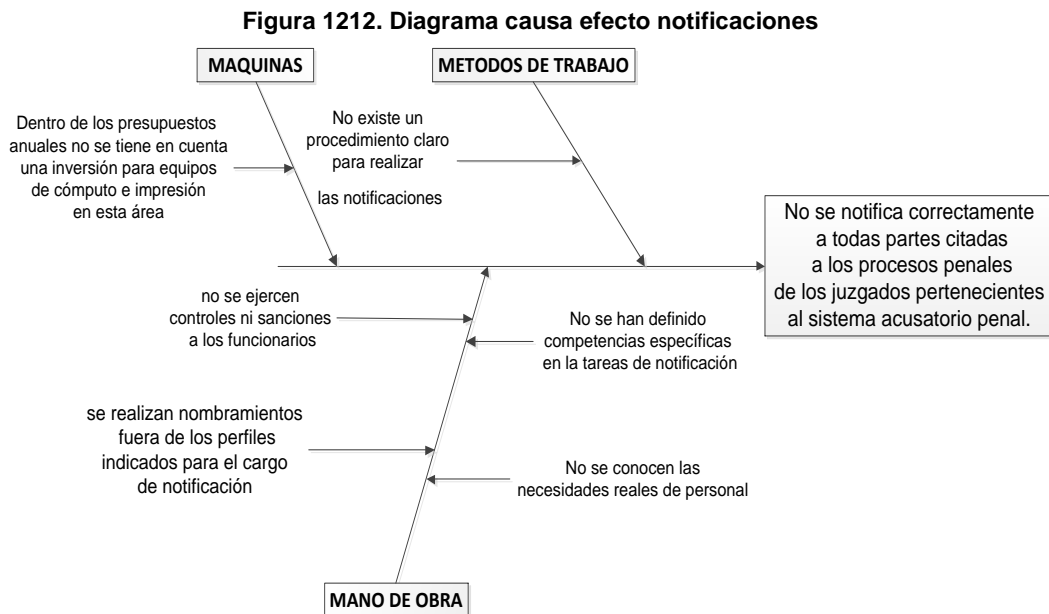 Figura 1212. Diagrama causa efecto notificaciones
MAQUINAS
METODOS DE TRABAJO
Dentro de los presupuestos
anuales no se tiene en cuenta
una inversión para equipos
de cómputo e impresión
en esta área
No existe un
procedimiento claro
para realizar
las notificaciones
No se notifica correctamente
a todas partes citadas
a los procesos penales
de los juzgados pertenecientes
al sistema acusatorio penal.
no se ejercen
controles ni sanciones
a los funcionarios
No se han definido
competencias específicas
en la tareas de notificación
se realizan nombramientos
fuera de los perfiles
indicados para el cargo
de notificación
No se conocen las
necesidades reales de personal
MANO DE OBRA